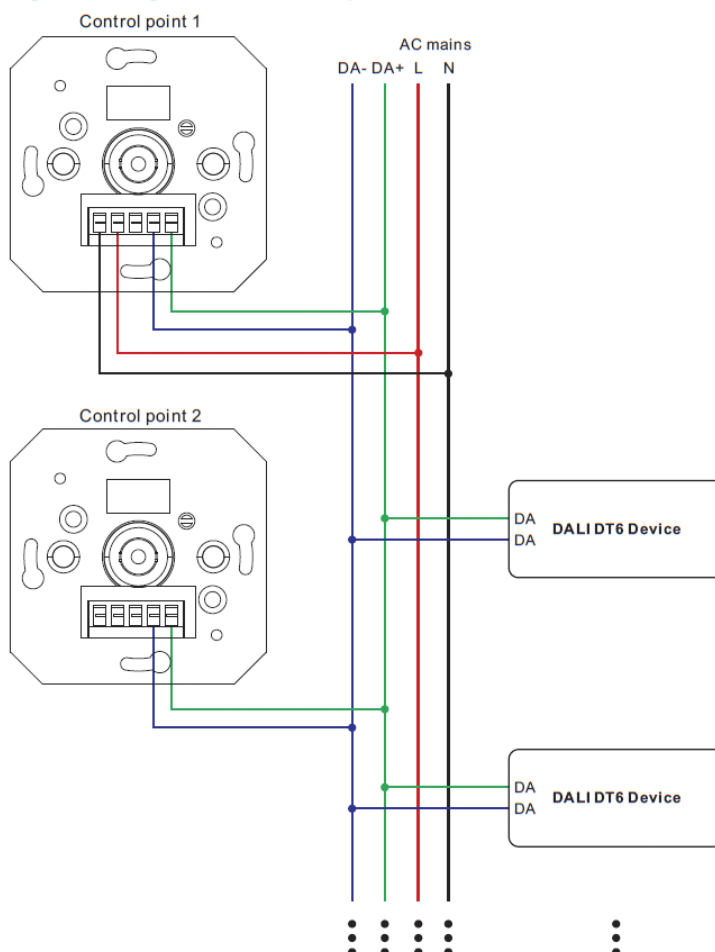 Control point 1
AC mains
DA- DA+ L N
Control point 2
DA
DA
DALI DT6 Device
DA
DA
DALI DT6 Device